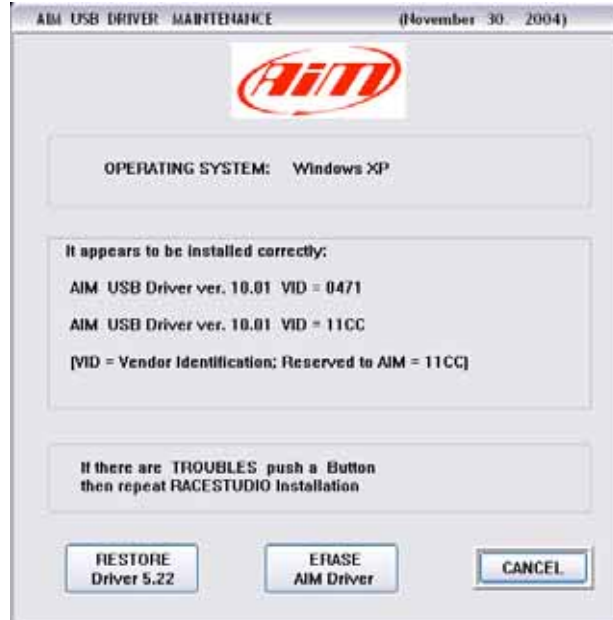 AIM USB DRIVER MAINTENANCE (November 30. 2004)
AiM
OPERATING SYSTEM: Windows XP
It appears to be installed correctly:
AIM USB Driver ver. 10.01 VID = 0471
AIM USB Driver ver. 10.01 VID = 11CC
[VID = Vendor Identification; Reserved to AIM = 11CC]
If there are TROUBLES push a Button
then repeat RACESTUDIO Installation
RESTORE
Driver 5.22
ERASE
AIM Driver
CANCEL